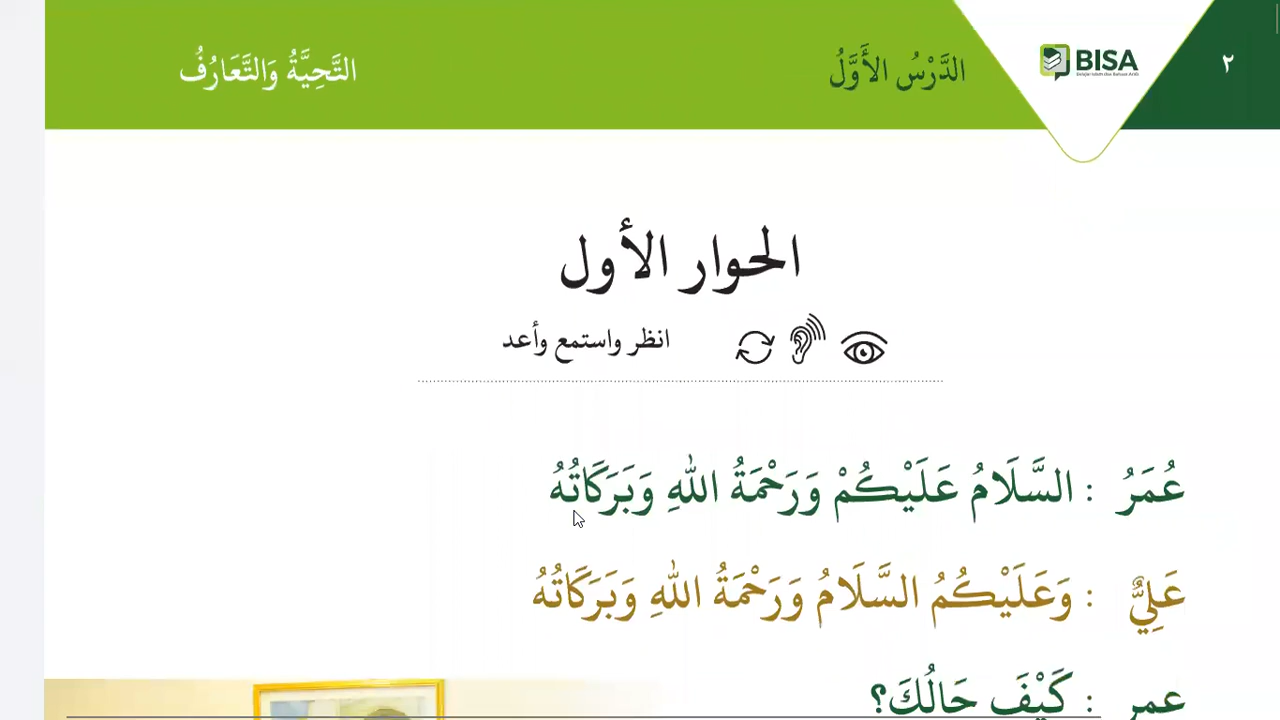 ٢
BISA
الدَّرْسُ الأَوَّلُ
التَّحِيَّةُ وَالتَّعَارُفُ
الحوار الأول
انظر واستمع وأعد
عُمَرُ : السَّلَامُ عَلَيْكُمْ وَرَحْمَةُ اللهِ وَبَرَكَاتُهُ
عَلِيٌّ : وَعَلَيْكُمُ السَّلَامُ وَرَحْمَةُ اللهِ وَبَرَكَاتُهُ
عمر : كَيْفَ حَالُكَ؟